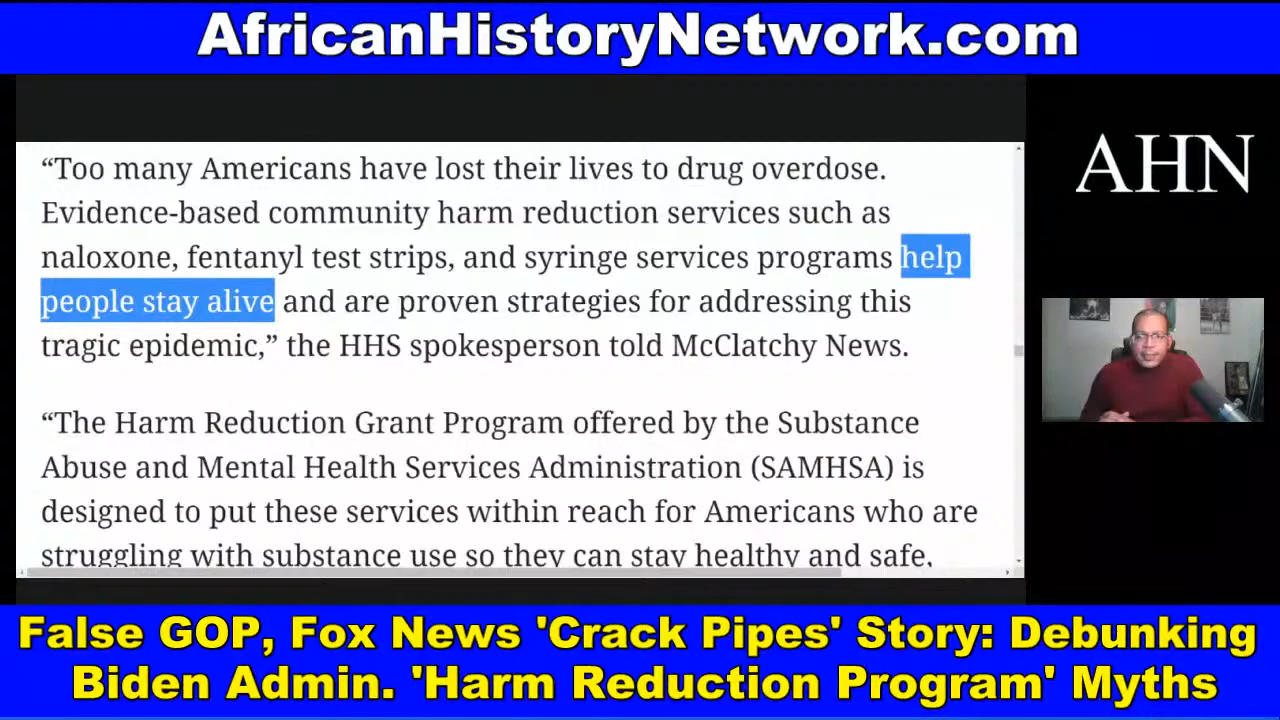 AfricanHistoryNetwork.com
“Too many Americans have lost their lives to drug overdose.
Evidence-based community harm reduction services such as
naloxone, fentanyl test strips, and syringe services programs help
people stay alive and are proven strategies for addressing this
tragic epidemic,” the HHS spokesperson told McClatchy News.
“The Harm Reduction Grant Program offered by the Substance
Abuse and Mental Health Services Administration (SAMHSA) is
designed to put these services within reach for Americans who are
struggling with substance use so they can stay healthy and safe,
AHN
False GOP, Fox News 'Crack Pipes' Story: Debunking
Biden Admin. 'Harm Reduction Program' Myths